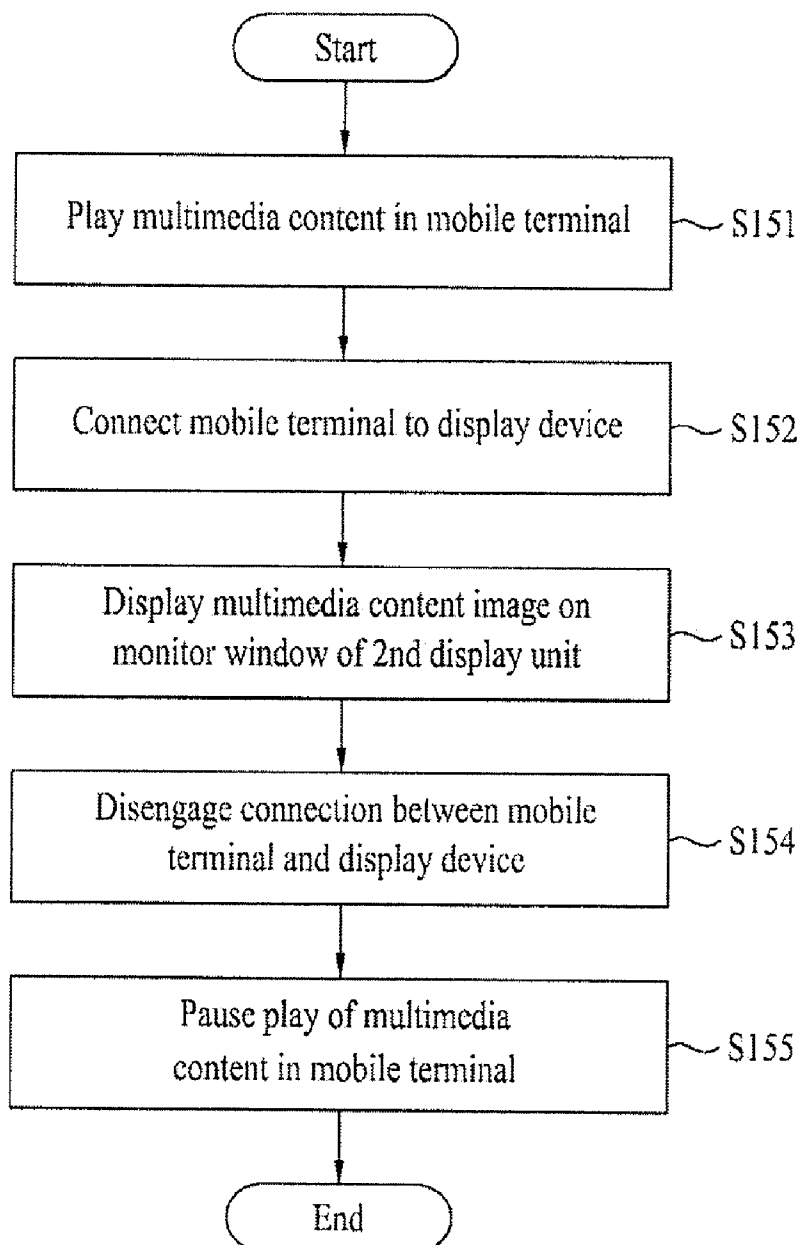 Start
Play multimedia content in mobile terminal
S151
Connect mobile terminal to display device
S152
Display multimedia content image on
monitor window of 2nd display unit
S153
Disengage connection between mobile
terminal and display device
S154
Pause play of multimedia
content in mobile terminal
S155
End